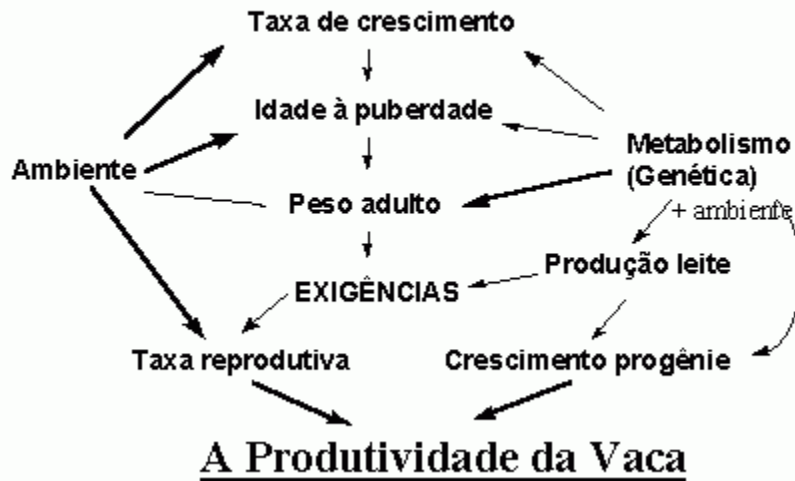 Taxa de crescimento
Idade à puberdade
Metabolismo
(Genética)
Ambiente
Peso adulto
+ ambiente
Produção leite
EXIGÊNCIAS
Taxa reprodutiva
Crescimento progênie
A Produtividade da Vaca